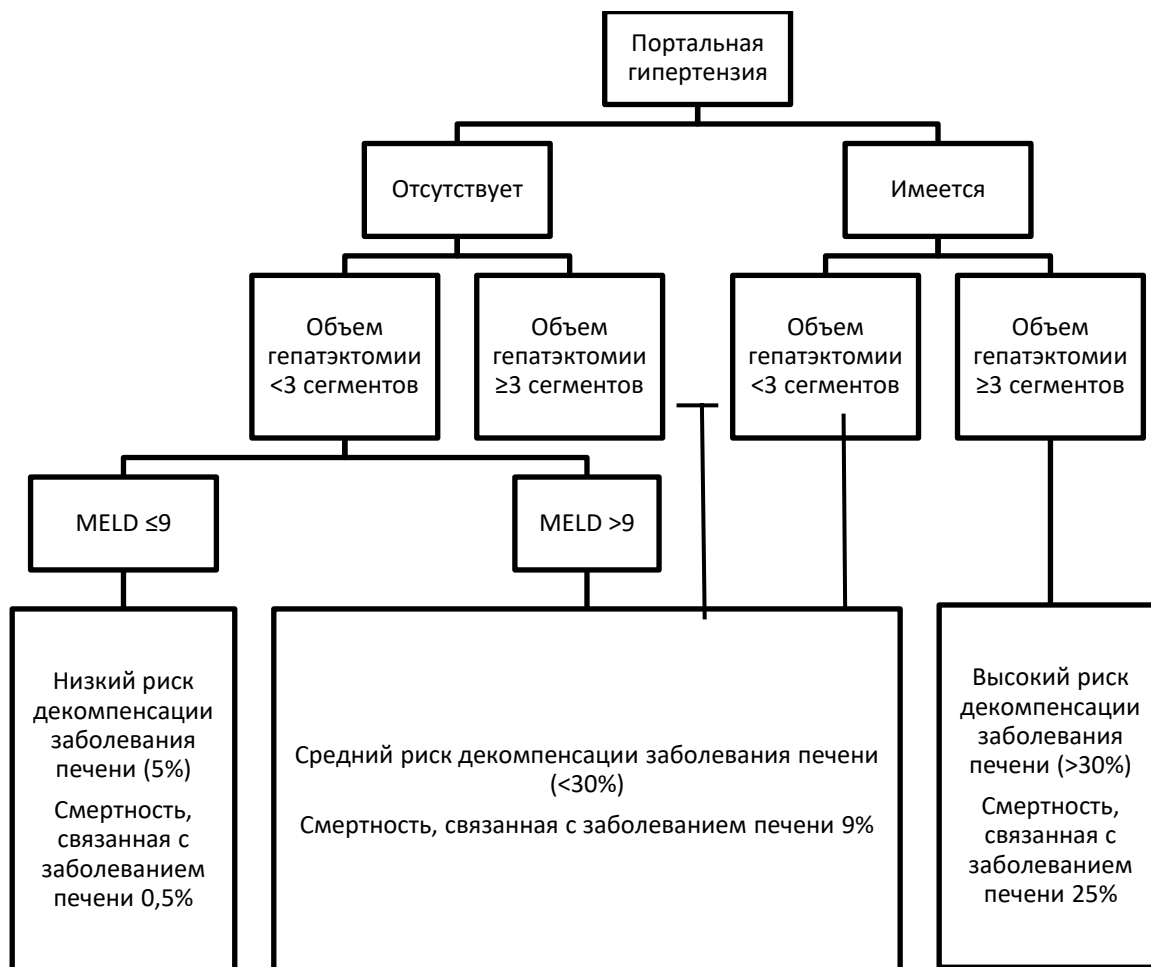 Портальная
гипертензия
Отсутствует
Имеется
Объем
гепатэктомии
<3 сегментов
Объем
гепатэктомии
≥3 сегментов
Объем
гепатэктомии
<3 сегментов
Объем
гепатэктомии
≥3 сегментов
MELD ≤9
MELD >9
Низкий риск
декомпенсации
заболевания
печени (5%)
Смертность,
связанная с
заболеванием
печени 0,5%
Средний риск декомпенсации заболевания печени
(<30%)
Смертность, связанная с заболеванием печени 9%
Высокий риск
декомпенсации
заболевания
печени (>30%)
Смертность,
связанная с
заболеванием
печени 25%